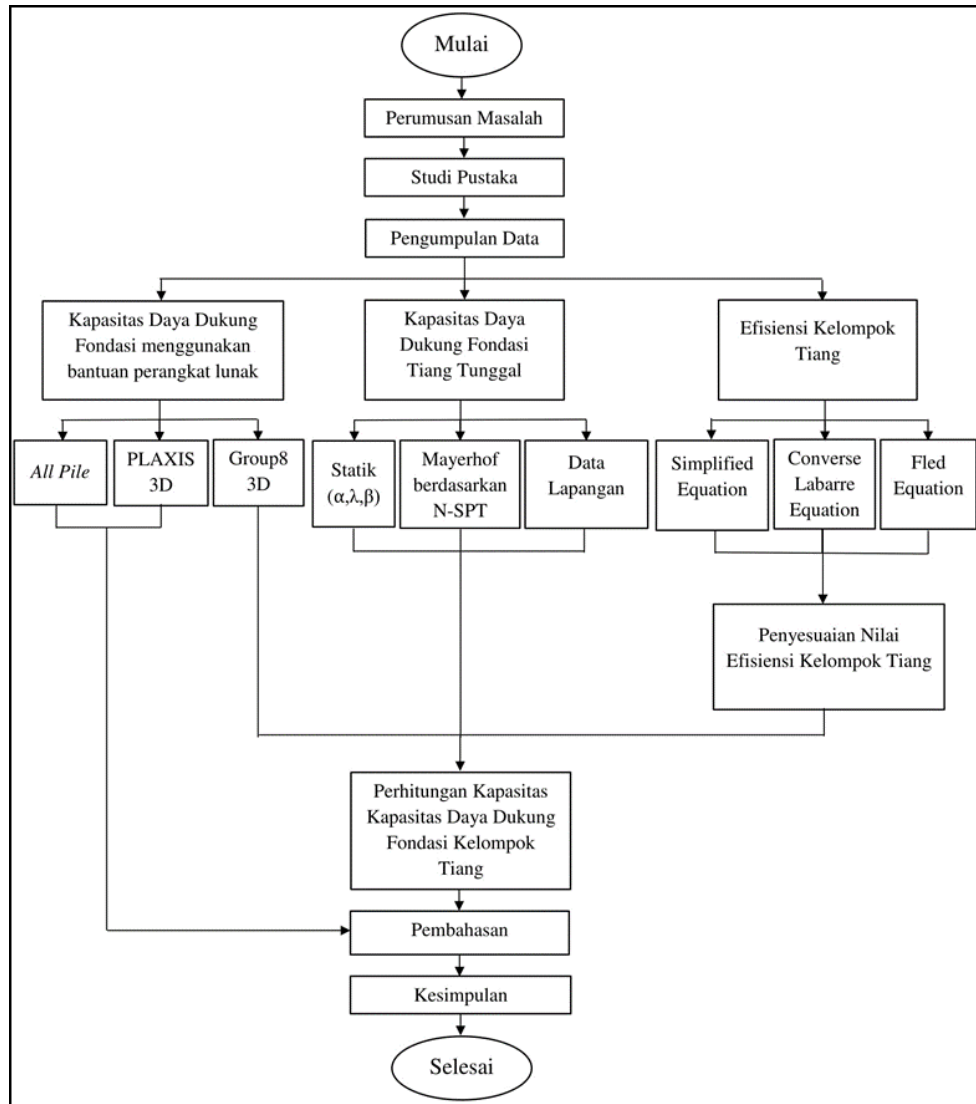 Mulai
Perumusan Masalah
Studi Pustaka
Pengumpulan Data
Kapasitas Daya Dukung
Fondasi menggunakan
bantuan perangkat lunak
Kapasitas Daya
Dukung Fondasi
Tiang Tunggal
Efisiensi Kelompok
Tiang
All Pile
PLAXIS
3D
Group8
3D
Statik
(α,λ,β)
Mayerhof
berdasarkan
N-SPT
Data
Lapangan
Simplified
Equation
Converse
Labarre
Equation
Fled
Equation
Penyesuaian Nilai
Efisiensi Kelompok Tiang
Perhitungan Kapasitas
Kapasitas Daya Dukung
Fondasi Kelompok
Tiang
Pembahasan
Kesimpulan
Selesai